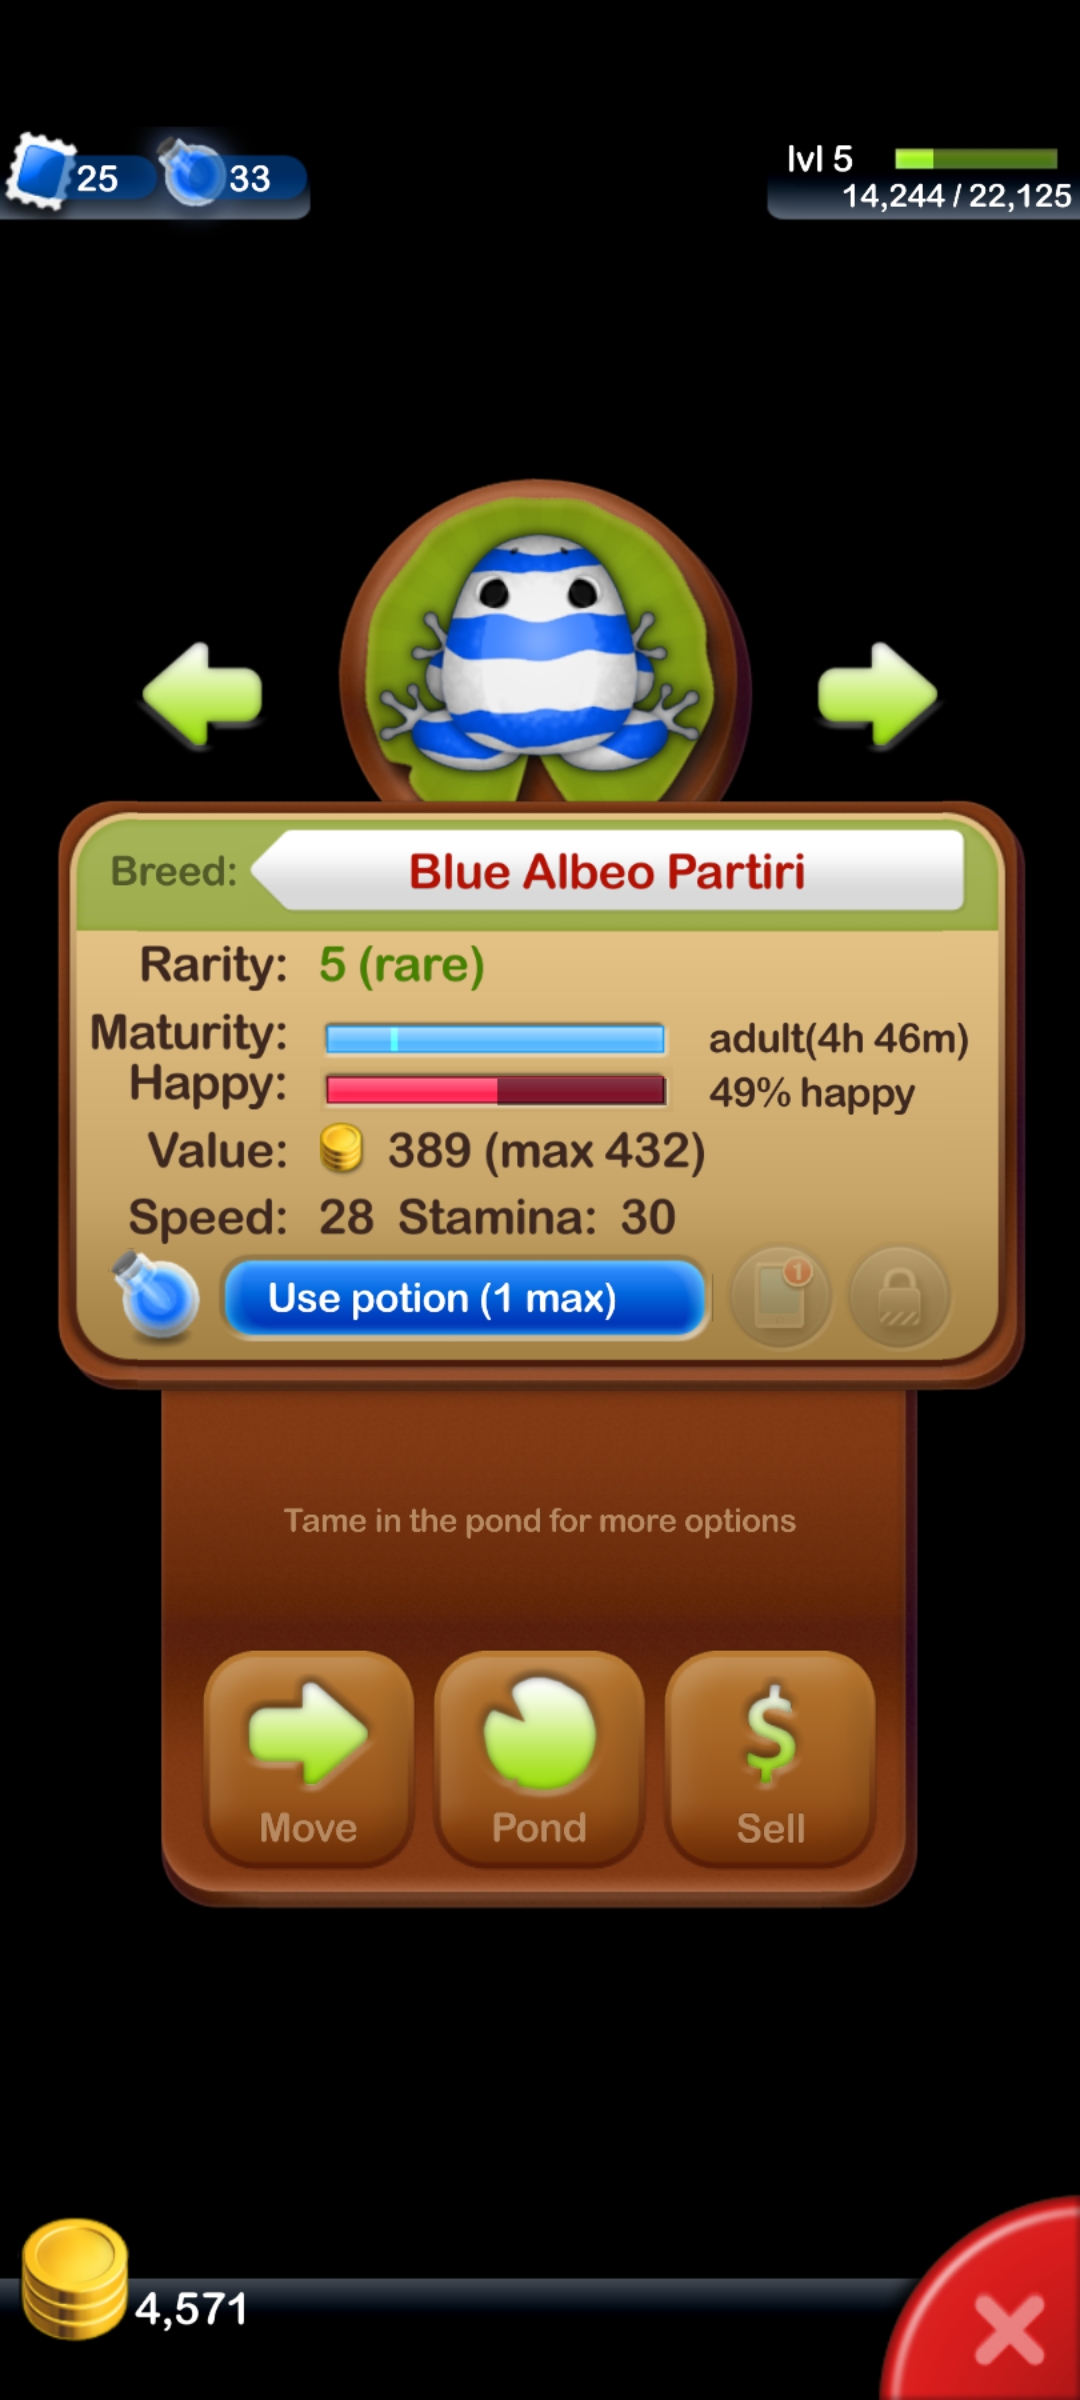 25
33
lvl 5
14,244 / 22,125
Breed: Blue Albeo Partiri
Rarity: 5 (rare)
Maturity: adult(4h 46m)
Happy: 49% happy
Value: 389 (max 432)
Speed: 28 Stamina: 30
Use potion (1 max)
1
Tame in the pond for more options
Move
Pond
$
Sell
4,571